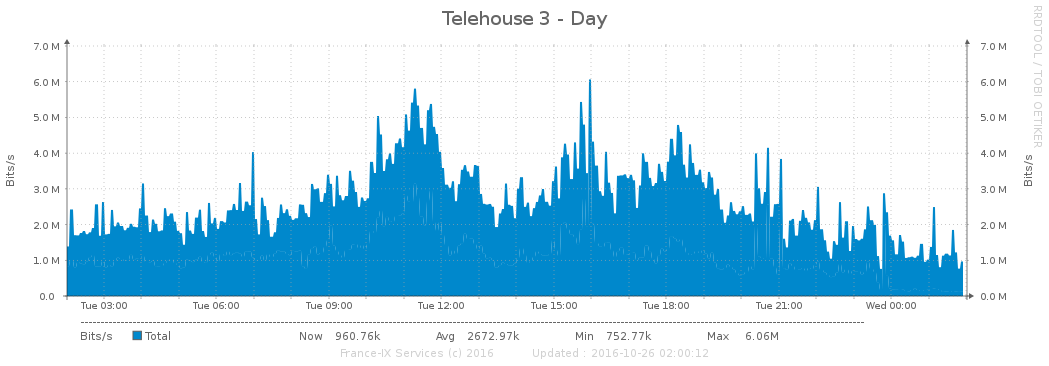 Telehouse 3 - Day
RRDTOOL / TOBI OETIKER
7.0 M 7.0 M
6.0 M 6.0 M
5.0 M 5.0 M
4.0 M 4.0 M
3.0 M 3.0 M
2.0 M 2.0 M
1.0 M 1.0 M
0.0 0.0 M
Bits/s
Bits/s
Tue 03:00 Tue 06:00 Tue 09:00 Tue 12:00 Tue 15:00 Tue 18:00 Tue 21:00 Wed 00:00
Bits/s Total Now 960.76k Avg 2672.97k Min 752.77k Max 6.06M
France-IX Services (c) 2016 Updated : 2016-10-26 02:00:12